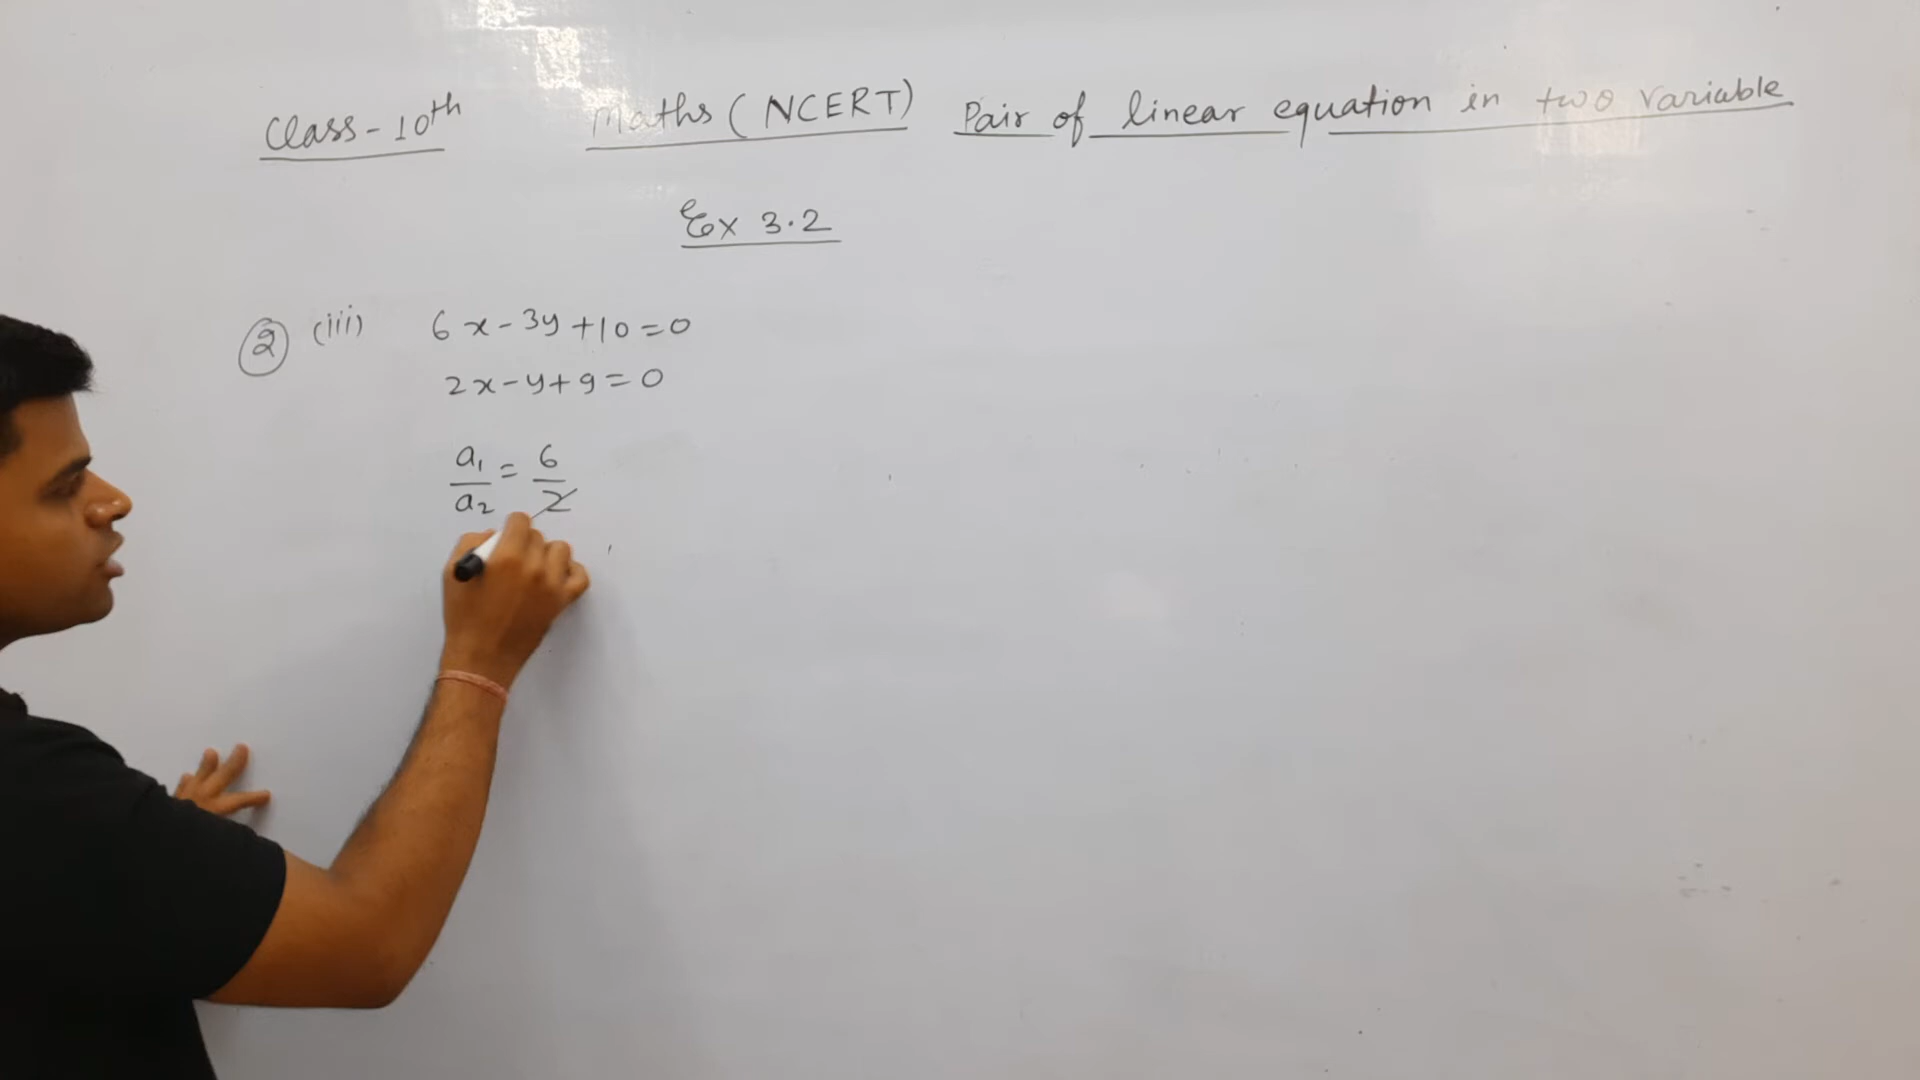 Class-10th Maths (NCERT) Pair of linear equation in two variable
Ex 3.2
② (iii) 6x-3y+10=0
2x-y+9=0
a₁/a₂ = 6/2